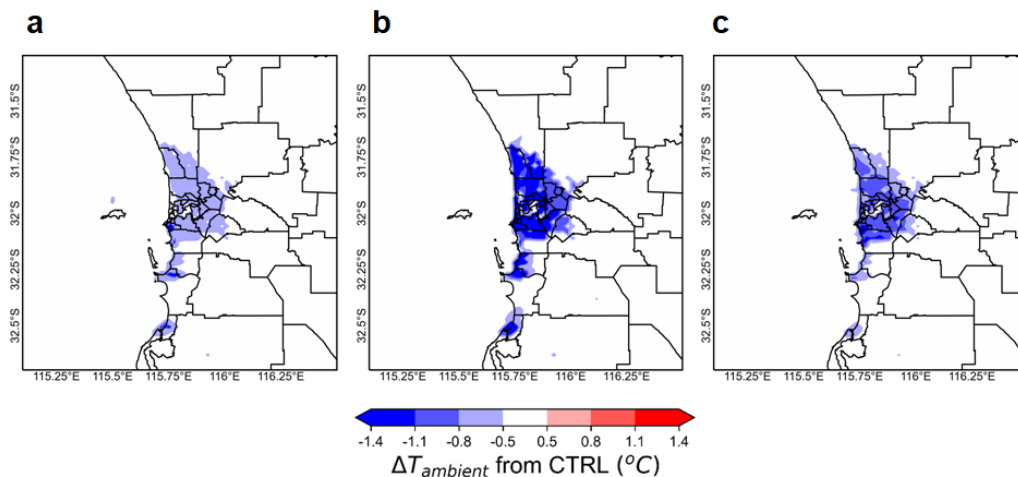 a
b
c
31.5°S
31.75°S
32°S
32.25°S
32.5°S
115.25°E 115.5°E 115.75°E 116°E 116.25°E
31.5°S
31.75°S
32°S
32.25°S
32.5°S
115.25°E 115.5°E 115.75°E 116°E 116.25°E
31.5°S
31.75°S
32°S
32.25°S
32.5°S
115.25°E 115.5°E 115.75°E 116°E 116.25°E
-1.4 -1.1 -0.8 -0.5 0.5 0.8 1.1 1.4
ΔT_ambient from CTRL (°C)